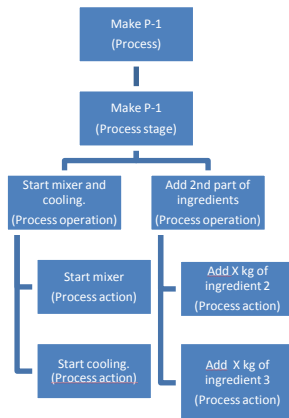 Make P-1
(Process)
Make P-1
(Process stage)
Start mixer and
cooling.
(Process operation)
Add 2nd part of
ingredients
(Process operation)
Start mixer
(Process action)
Start cooling.
(Process action)
Add X kg of
ingredient 2
(Process action)
Add X kg of
ingredient 3
(Process action)